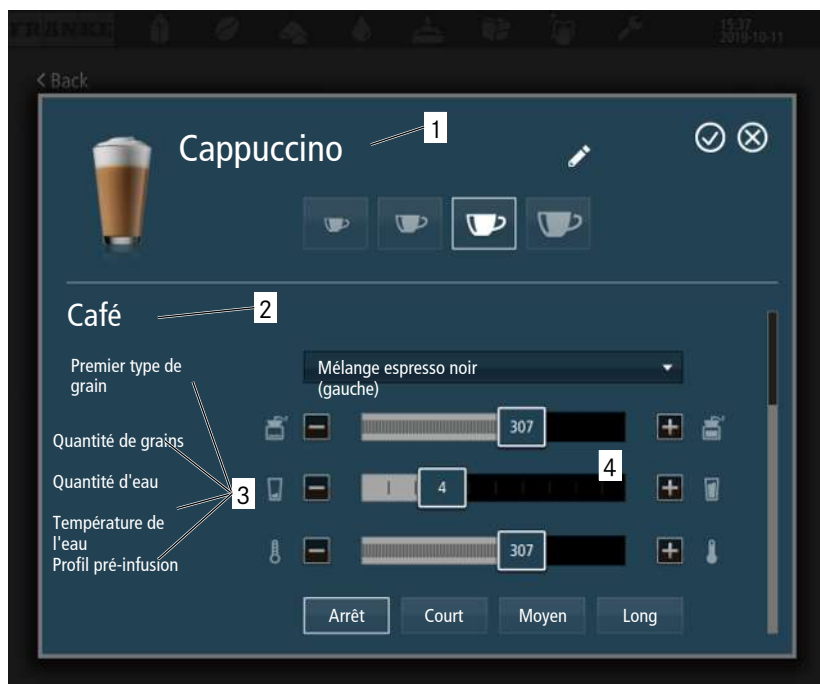 FRANKE
15:37
2019-10-11
< Back
Cappuccino
1
Café
2
Premier type de
grain
Mélange espresso noir
(gauche)
Quantité de grains
307
Quantité d'eau
3
4
4
Température de
l'eau
307
Profil pré-infusion
Arrêt
Court
Moyen
Long